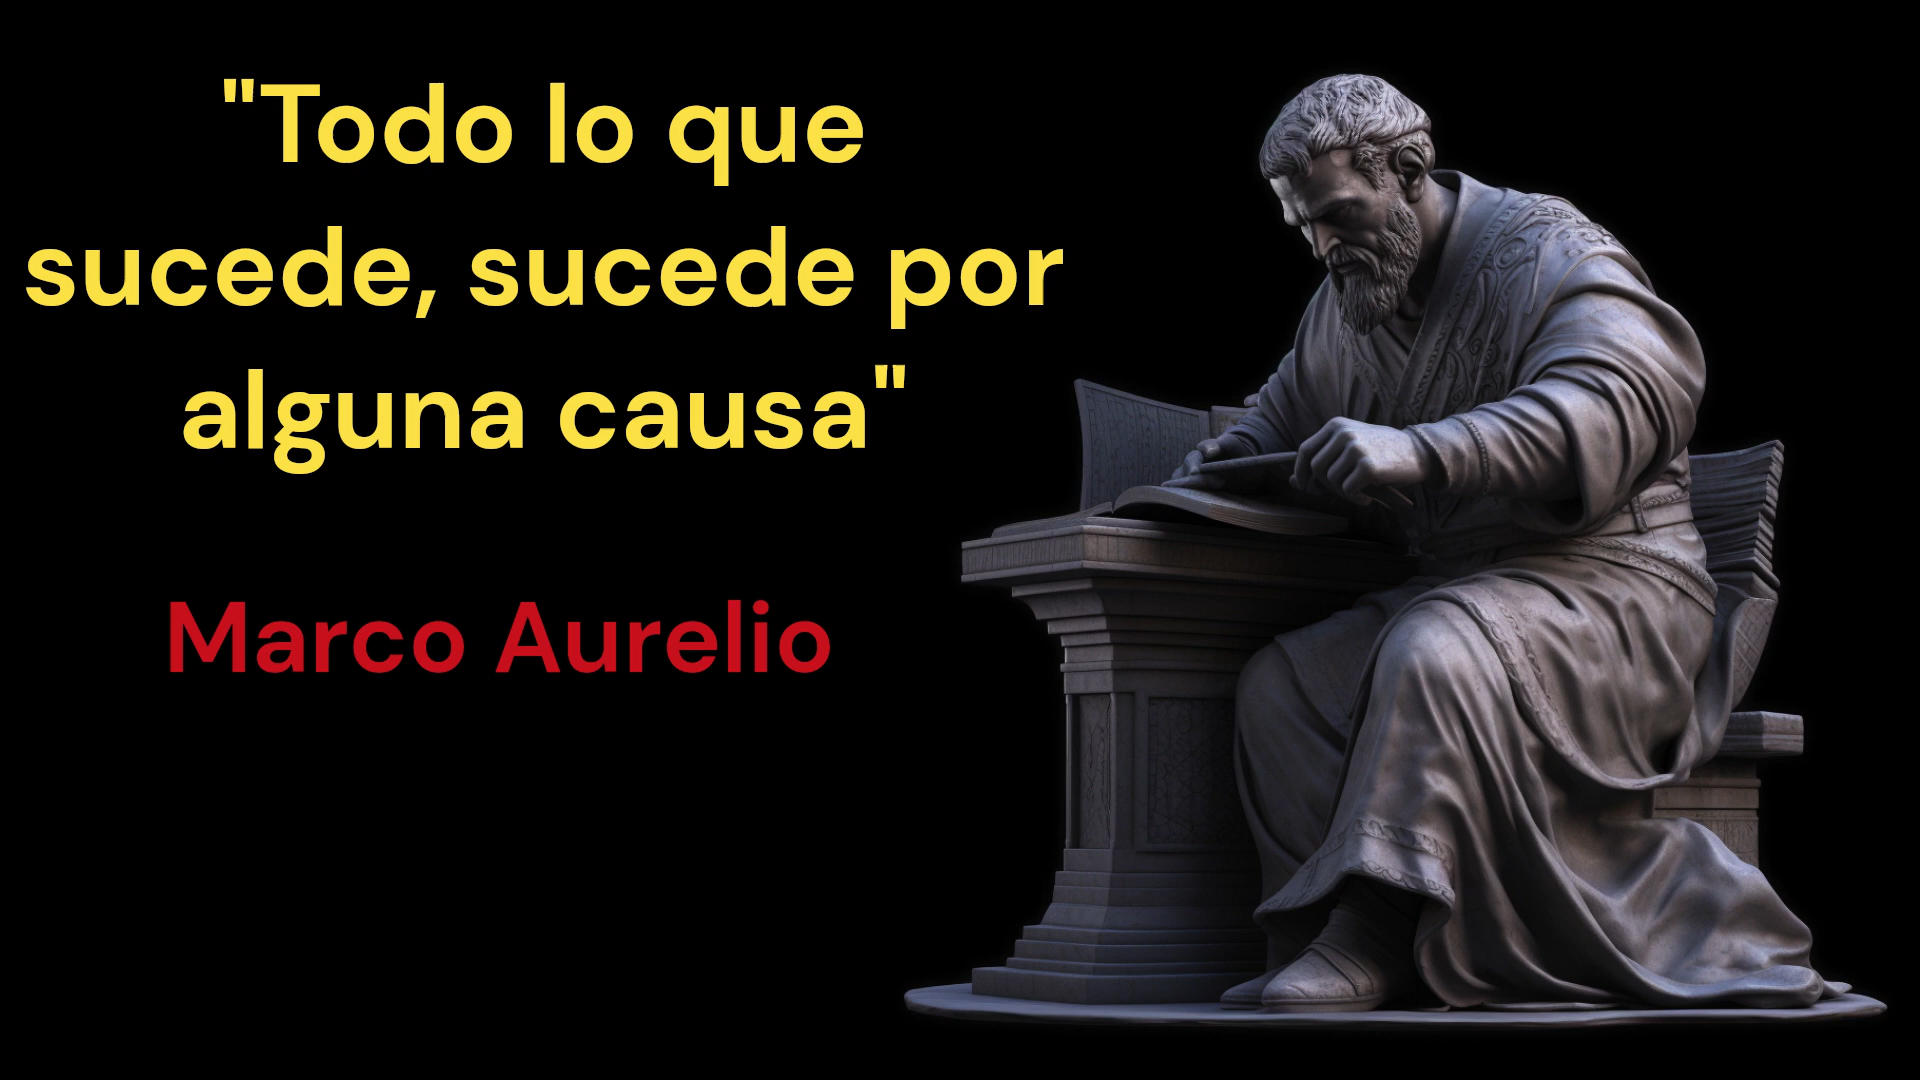 "Todo lo que
sucede, sucede por
alguna causa"
Marco Aurelio